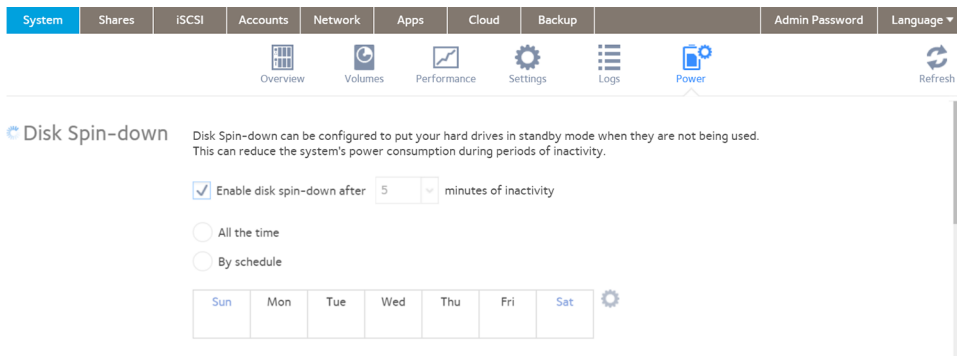 System Shares iSCSI Accounts Network Apps Cloud Backup Admin Password Language
Overview Volumes Performance Settings Logs Power Refresh
Disk Spin-down
Disk Spin-down can be configured to put your hard drives in standby mode when they are not being used.
This can reduce the system's power consumption during periods of inactivity.
Enable disk spin-down after 5 minutes of inactivity
All the time
By schedule
Sun Mon Tue Wed Thu Fri Sat